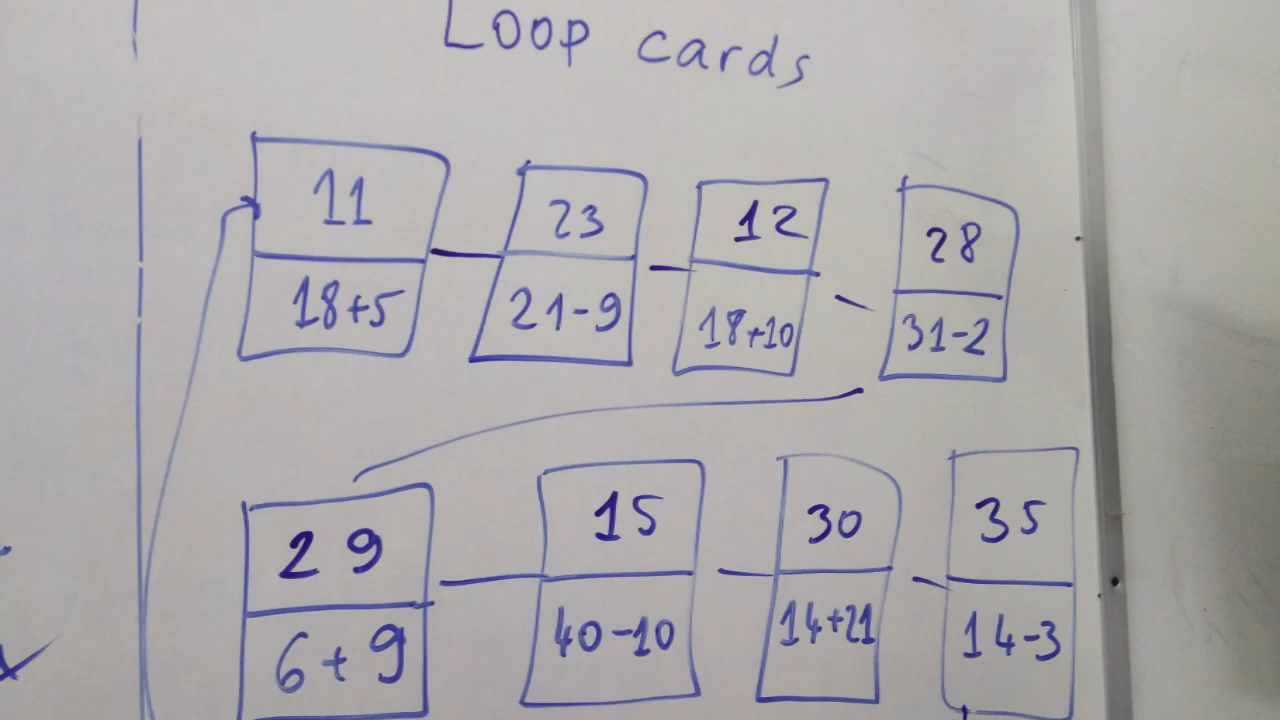 Loop cards
11 23 12 28
18+5 21-9 18+10 31-2
29 15 30 35
6+9 40-10 14+21 14-3